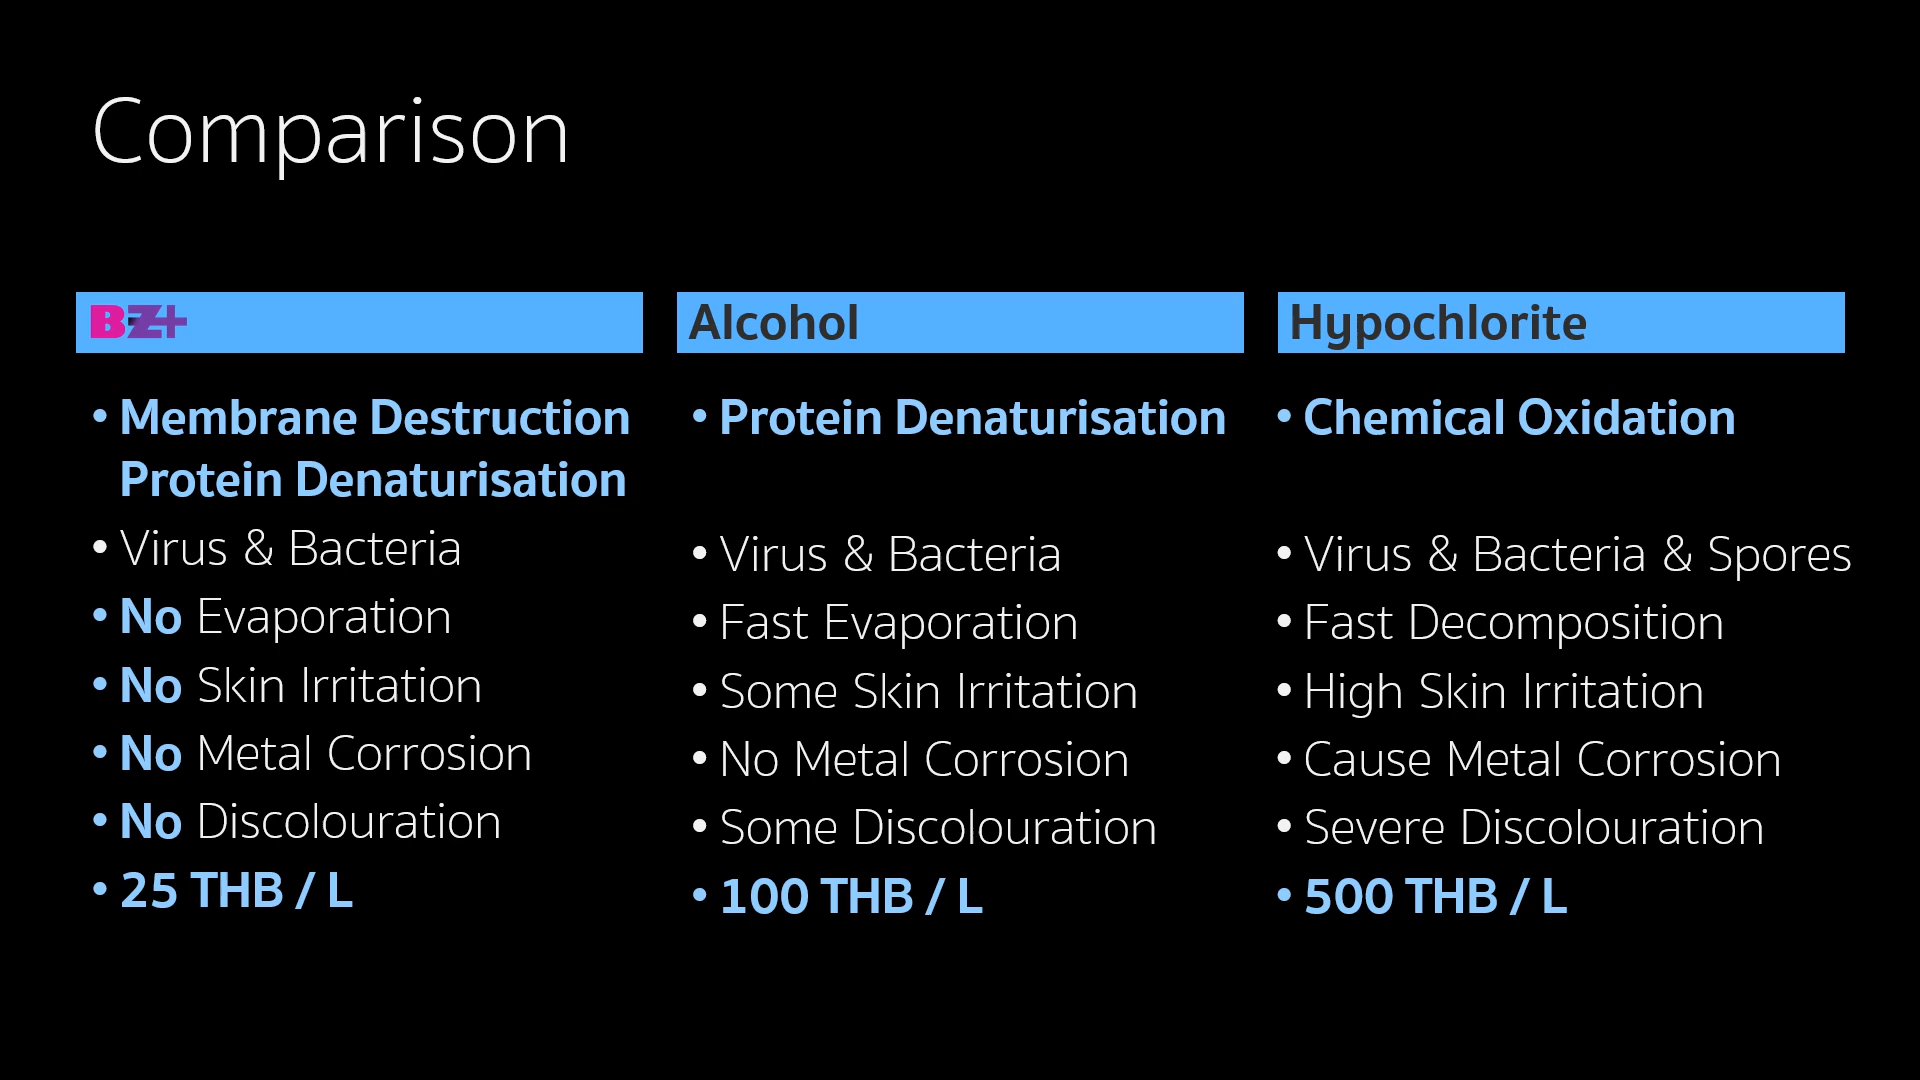 Comparison
BZ+
• Membrane Destruction
Protein Denaturisation
• Virus & Bacteria
• No Evaporation
• No Skin Irritation
• No Metal Corrosion
• No Discolouration
• 25 THB / L
Alcohol
• Protein Denaturisation
• Virus & Bacteria
• Fast Evaporation
• Some Skin Irritation
• No Metal Corrosion
• Some Discolouration
• 100 THB / L
Hypochlorite
• Chemical Oxidation
• Virus & Bacteria & Spores
• Fast Decomposition
• High Skin Irritation
• Cause Metal Corrosion
• Severe Discolouration
• 500 THB / L